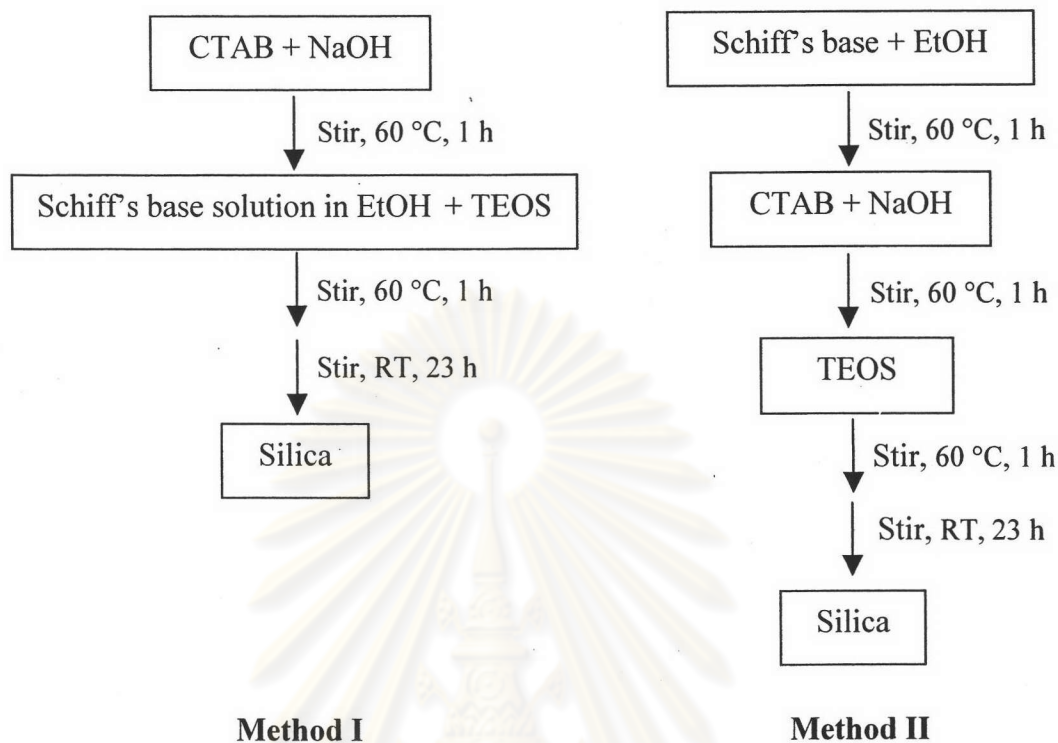 CTAB + NaOH
Stir, 60 °C, 1 h
Schiff's base solution in EtOH + TEOS
Stir, 60 °C, 1 h
Stir, RT, 23 h
Silica
Method I
Schiff's base + EtOH
Stir, 60 °C, 1 h
CTAB + NaOH
Stir, 60 °C, 1 h
TEOS
Stir, 60 °C, 1 h
Stir, RT, 23 h
Silica
Method II